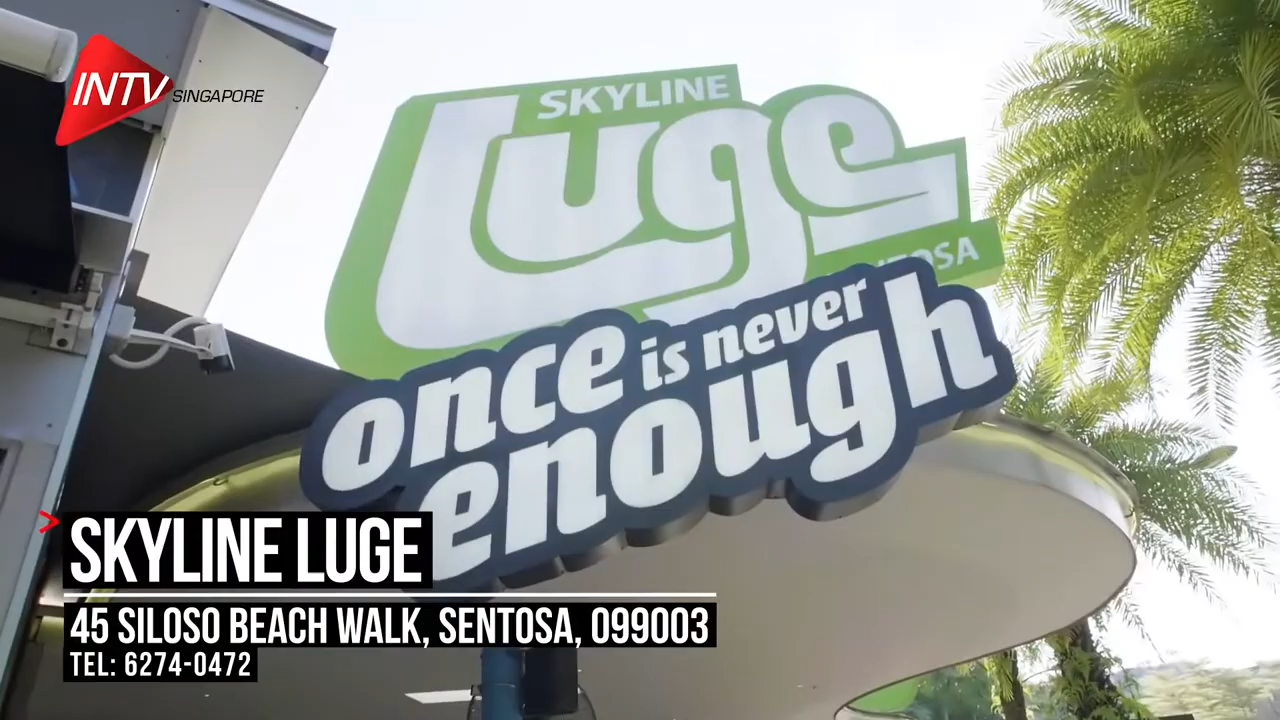 INTV SINGAPORE
SKYLINE
Luge
once is never
enough
SKYLINE LUGE
45 SILOSO BEACH WALK, SENTOSA, 099003
TEL: 6274-0472